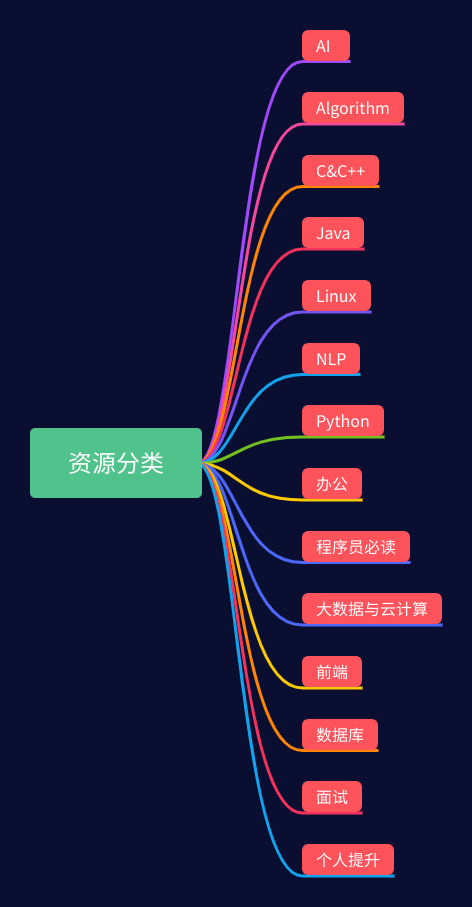 资源分类
AI
Algorithm
C&C++
Java
Linux
NLP
Python
办公
程序员必读
大数据与云计算
前端
数据库
面试
个人提升